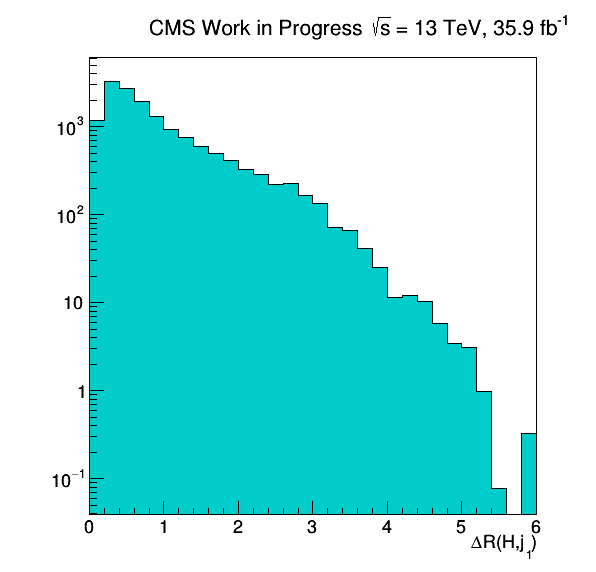 CMS Work in Progress √s = 13 TeV, 35.9 fb⁻¹
10³
10²
10
1
10⁻¹
0 1 2 3 4 5 6
ΔR(H,j₁)